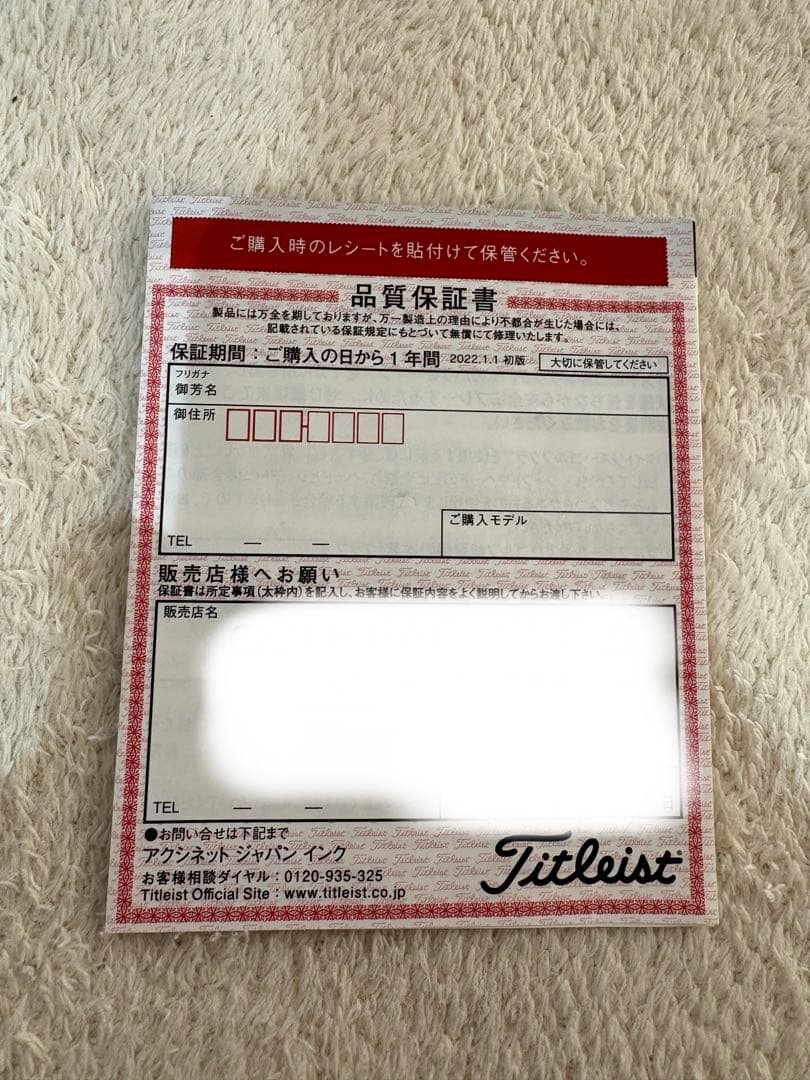 ご購入時のレシートを貼付けて保管ください。
品質保証書
製品には万全を期しておりますが、万一製造上の理由により不都合が生じた場合には、
記載されている保証規定にもとづいて無償にて修理いたします。
保証期間：ご購入の日から1年間 2022.1.1 初版 大切に保管してください
フリガナ
御芳名
御住所
ご購入モデル
TEL — —
販売店様へお願い
保証書は所定事項(太枠内)を記入し、お客様に保証内容をよく説明してからお渡し下さい。
販売店名
TEL — —
日
●お問い合せは下記まで
アクシネット ジャパン インク
お客様相談ダイヤル：0120-935-325
Titleist Official Site：www.titleist.co.jp
Titleist